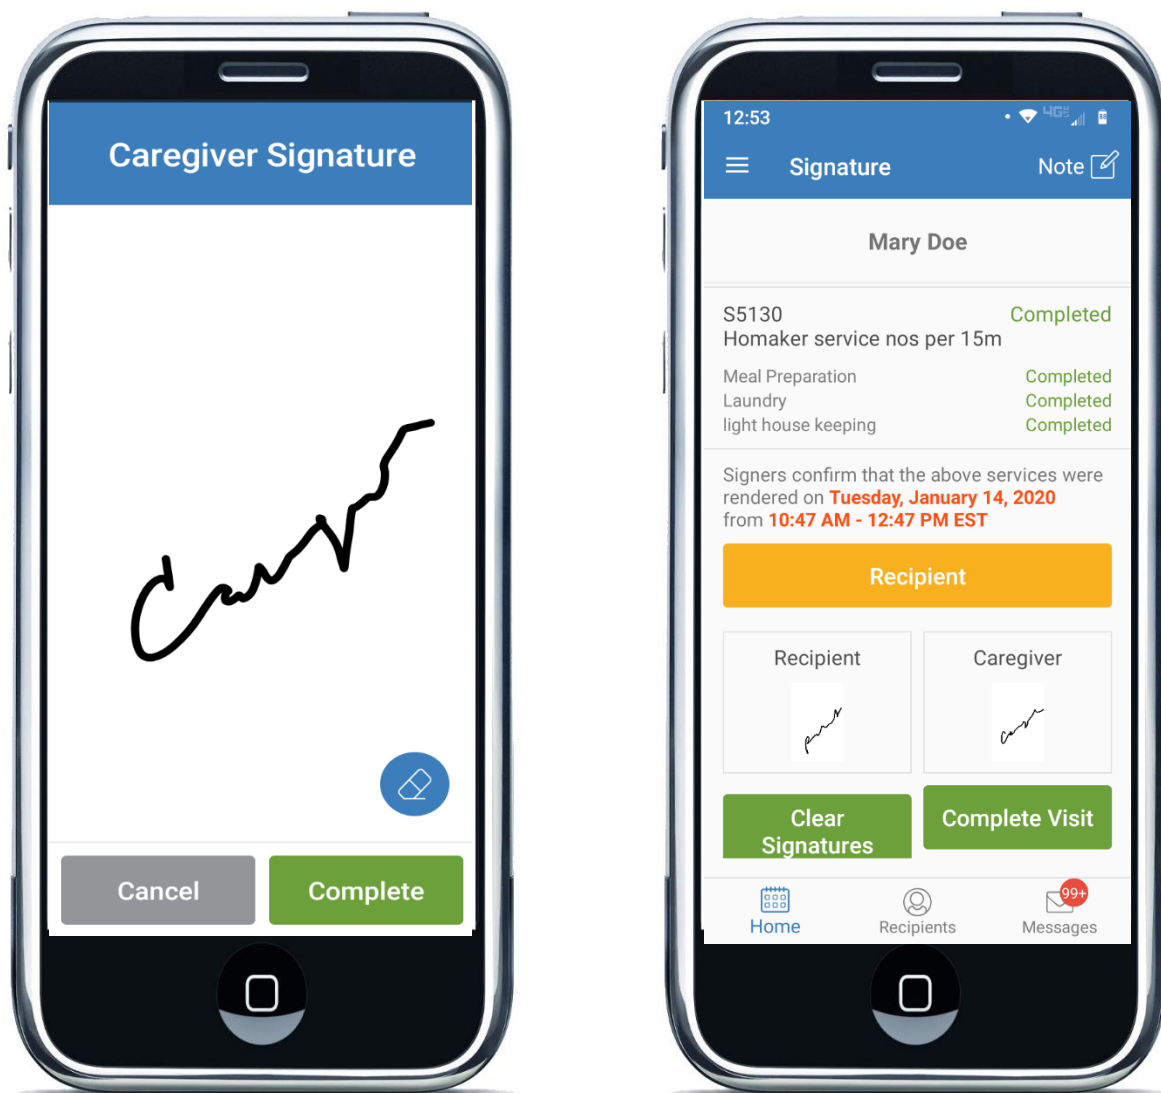 Caregiver Signature
Cancel
Complete
12:53
4G
Signature
Note
Mary Doe
S5130 Completed
Homaker service nos per 15m
Meal Preparation Completed
Laundry Completed
light house keeping Completed
Signers confirm that the above services were
rendered on Tuesday, January 14, 2020
from 10:47 AM - 12:47 PM EST
Recipient
Recipient
Caregiver
Clear
Signatures
Complete Visit
99+
Home
Recipients
Messages